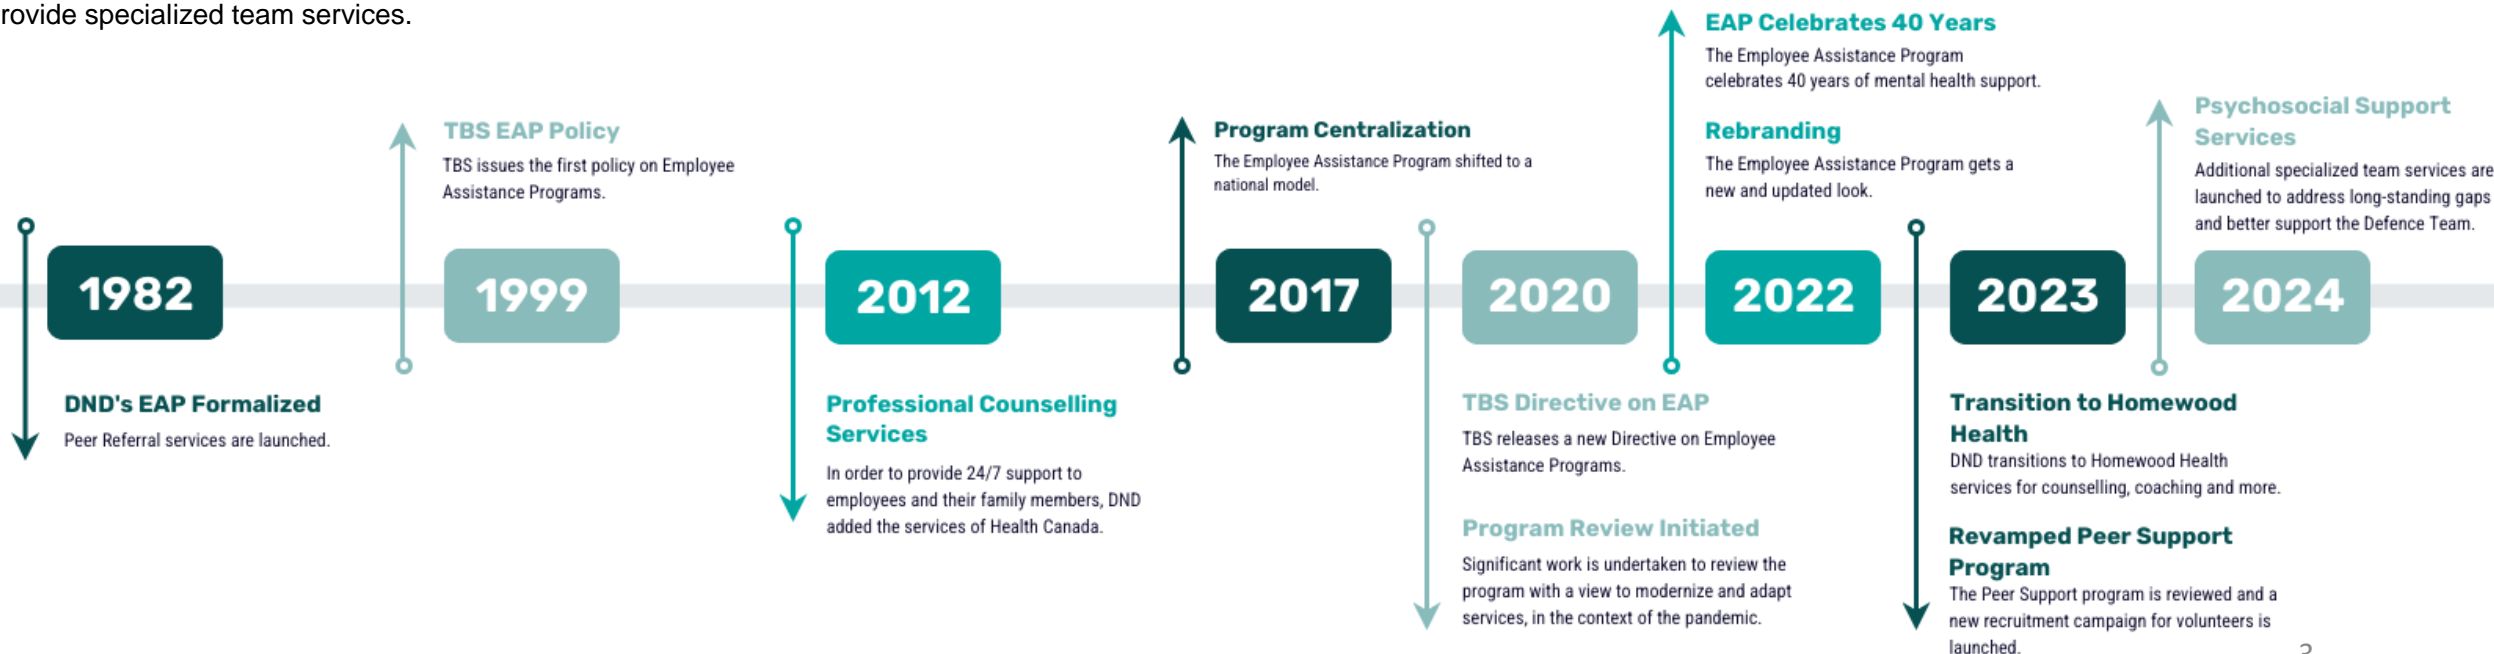 rovide specialized team services.
1982
DND's EAP Formalized
Peer Referral services are launched.
TBS EAP Policy
TBS issues the first policy on Employee
Assistance Programs.
1999
2012
Professional Counselling
Services
In order to provide 24/7 support to
employees and their family members, DND
added the services of Health Canada.
Program Centralization
The Employee Assistance Program shifted to a
national model.
2017
2020
TBS Directive on EAP
TBS releases a new Directive on Employee
Assistance Programs.
Program Review Initiated
Significant work is undertaken to review the
program with a view to modernize and adapt
services, in the context of the pandemic.
EAP Celebrates 40 Years
The Employee Assistance Program
celebrates 40 years of mental health support.
Rebranding
The Employee Assistance Program gets a
new and updated look.
2022
2023
Transition to Homewood
Health
DND transitions to Homewood Health
services for counselling, coaching and more.
Revamped Peer Support
Program
The Peer Support program is reviewed and a
new recruitment campaign for volunteers is
launched.
Psychosocial Support
Services
Additional specialized team services are
launched to address long-standing gaps
and better support the Defence Team.
2024